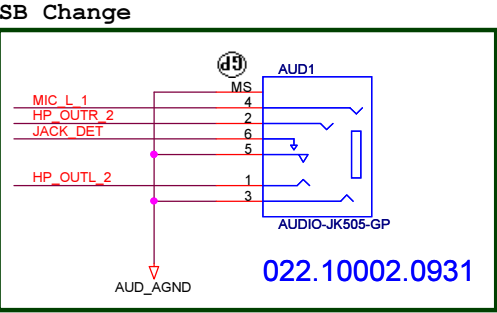 SB Change
GP
AUD1
MS
MIC_L_1 4
HP_OUTR_2 2
JACK_DET 6
5
HP_OUTL_2 1
3
AUDIO-JK505-GP
AUD_AGND
022.10002.0931